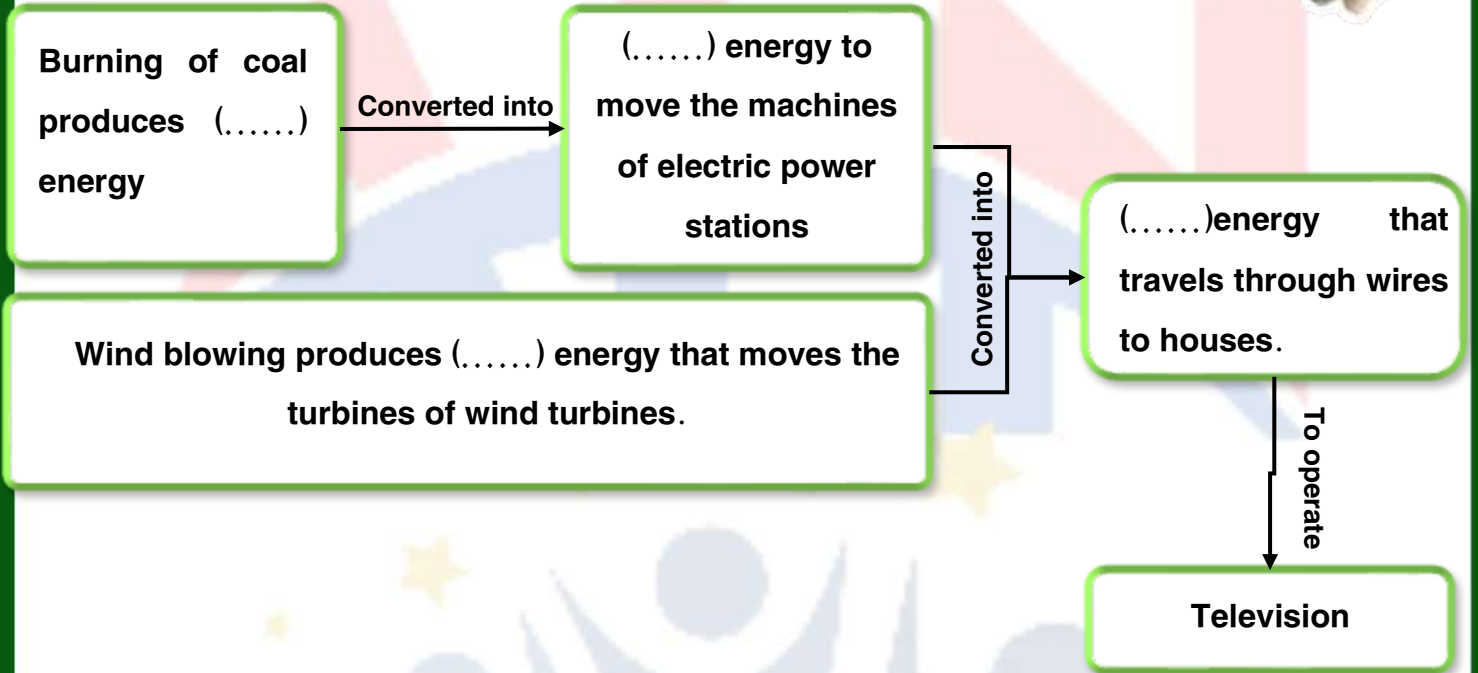 Burning of coal
produces (......)
energy
Converted into
(......) energy to
move the machines
of electric power
stations
Wind blowing produces (......) energy that moves the
turbines of wind turbines.
Converted into
(......)energy that
travels through wires
to houses.
To operate
Television